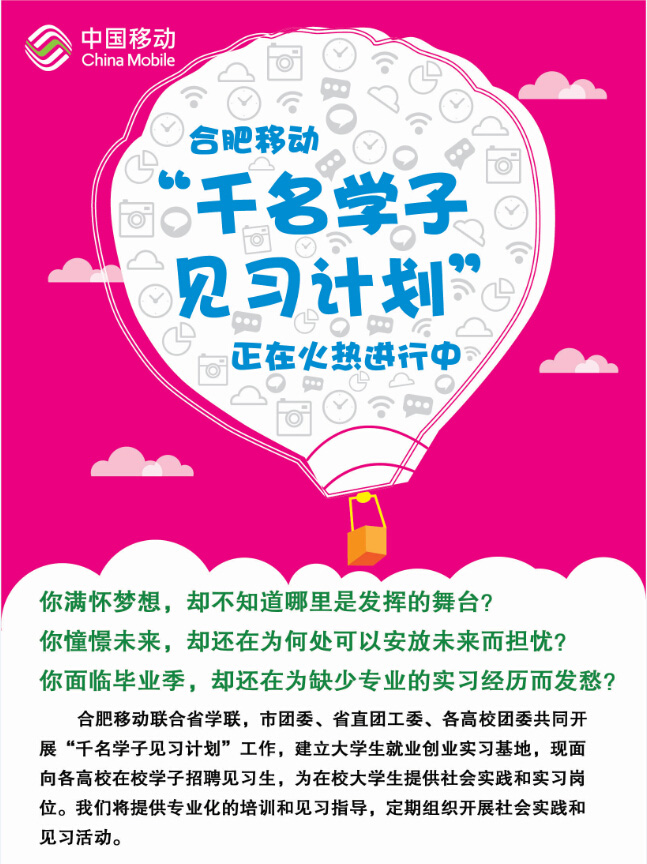 中国移动
China Mobile
合肥移动
“千名学子
见习计划”
正在火热进行中
你满怀梦想，却不知道哪里是发挥的舞台?
你憧憬未来，却还在为何处可以安放未来而担忧?
你面临毕业季，却还在为缺少专业的实习经历而发愁?
合肥移动联合省学联，市团委、省直团工委、各高校团委共同开
展“千名学子见习计划”工作，建立大学生就业创业实习基地，现面
向各高校在校学子招聘见习生，为在校大学生提供社会实践和实习岗
位。我们将提供专业化的培训和见习指导，定期组织开展社会实践和
见习活动。